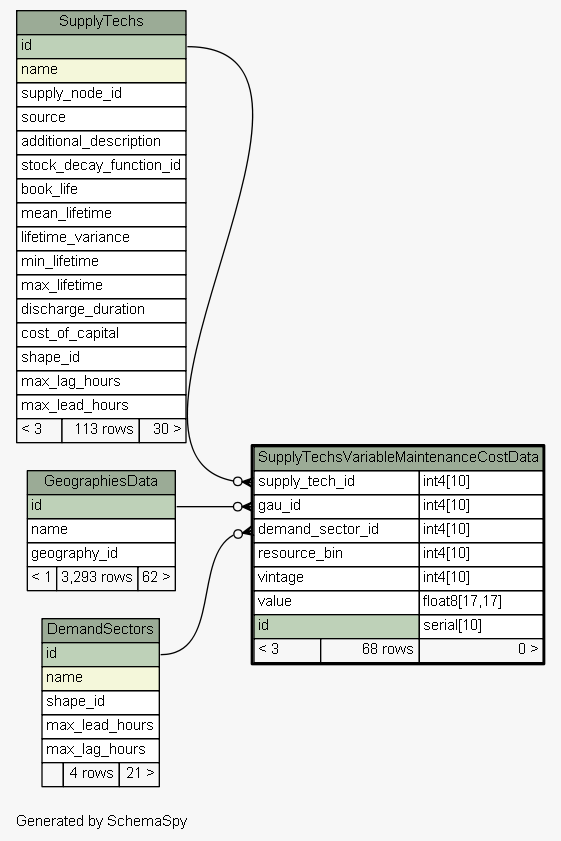 SupplyTechs
id
name
supply_node_id
source
additional_description
stock_decay_function_id
book_life
mean_lifetime
lifetime_variance
min_lifetime
max_lifetime
discharge_duration
cost_of_capital
shape_id
max_lag_hours
max_lead_hours
< 3 113 rows 30 >
SupplyTechsVariableMaintenanceCostData
supply_tech_id int4[10]
gau_id int4[10]
demand_sector_id int4[10]
resource_bin int4[10]
vintage int4[10]
value float8[17,17]
id serial[10]
< 3 68 rows 0 >
GeographiesData
id
name
geography_id
< 1 3,293 rows 62 >
DemandSectors
id
name
shape_id
max_lead_hours
max_lag_hours
4 rows 21 >
Generated by SchemaSpy